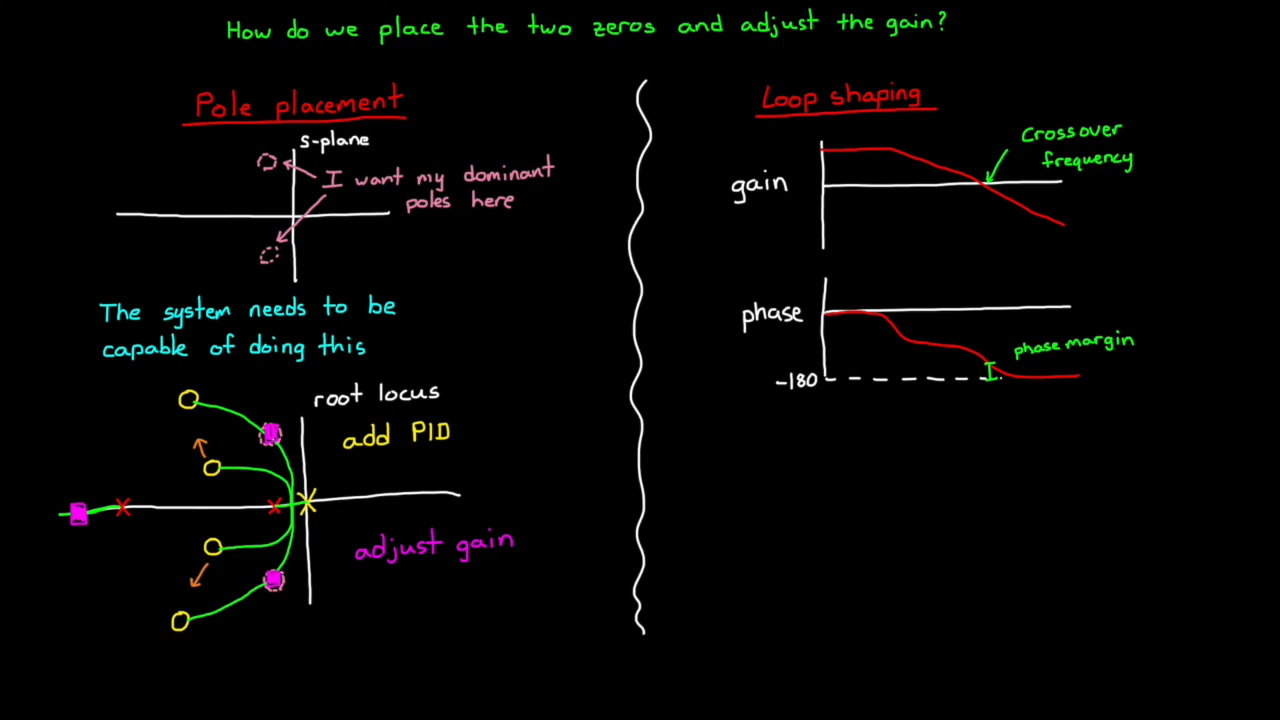 How do we place the two zeros and adjust the gain?
Pole placement
s-plane
I want my dominant
poles here
The system needs to be
capable of doing this
root locus
add PID
adjust gain
Loop shaping
Crossover
frequency
gain
phase
phase margin
-180